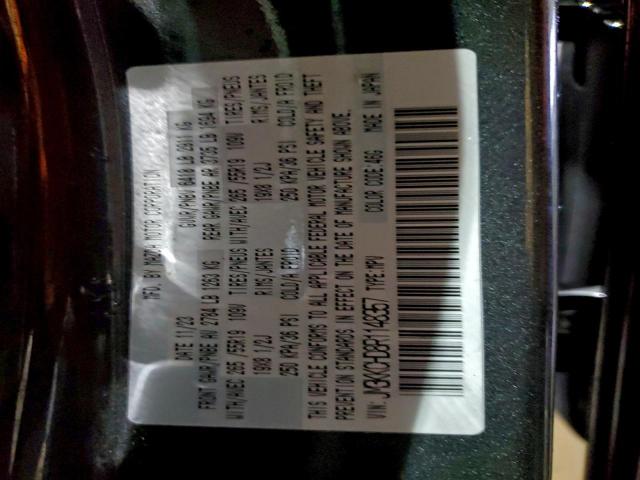 MFD. BY MAZDA MOTOR CORPORATION
DATE 11/23 GVWR/PNBV 6410 LB 2911 KG
FRONT GAWR/PNBE AV 2784 LB 1263 KG REAR GAWR/PNBE AR
WITH/AVEC 265 /55R19 109V TIRES/PNEUS WITH/AVEC 265 /55R19 109V TIRES/PNEUS
19X8 1/2J RIMS/JANTES 19X8 1/2J RIMS/JANTES
250 KPA/36 PSI COLD/A FROID 250 KPA/36 PSI COLD/A FROID
THIS VEHICLE CONFORMS TO ALL APPLICABLE FEDERAL MOTOR VEHICLE SAFETY AND THEFT
PREVENTION STANDARDS IN EFFECT ON THE DATE OF MANUFACTURE SHOWN ABOVE.
VIN: TYPE:MPV COLOR CODE:46G MADE IN JAPAN